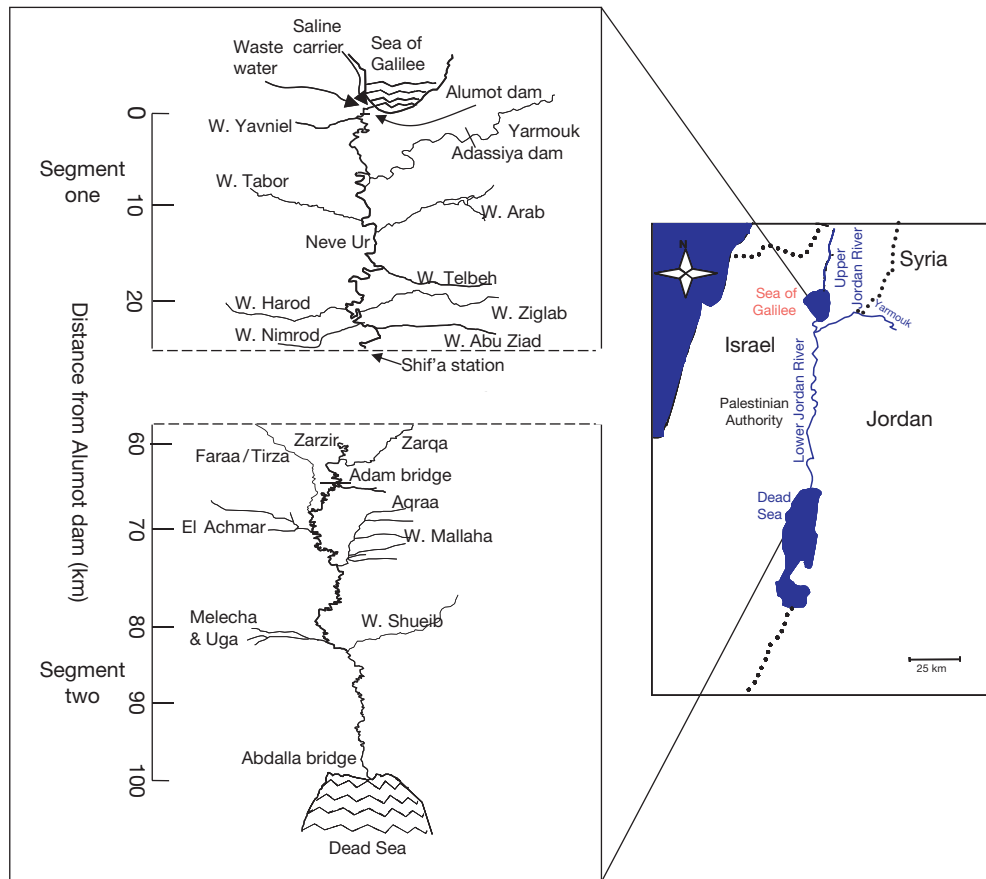 Saline
carrier
Sea of
Galilee
Waste
water
Alumot dam
0
W. Yavniel
Yarmouk
Adassiya dam
Segment
one
W. Tabor
10
W. Arab
Neve Ur
W. Telbeh
20
W. Harod
W. Ziglab
W. Nimrod
W. Abu Ziad
Shif'a station
Distance from Alumot dam (km)
60
Zarzir
Zarqa
Faraa/Tirza
Adam bridge
Aqraa
70
El Achmar
W. Mallaha
80
Melecha
& Uga
W. Shueib
Segment
two
90
Abdalla bridge
100
Dead Sea
N
Upper
Jordan River
Syria
Sea of
Galilee
Yarmouk
Israel
Lower Jordan River
Palestinian
Authority
Jordan
Dead
Sea
25 km